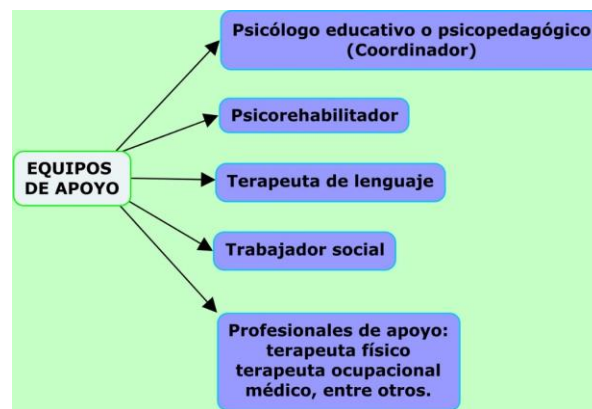 Psicólogo educativo o psicopedagógico
(Coordinador)
Psicorehabilitador
EQUIPOS
DE APOYO
Terapeuta de lenguaje
Trabajador social
Profesionales de apoyo:
terapeuta físico
terapeuta ocupacional
médico, entre otros.